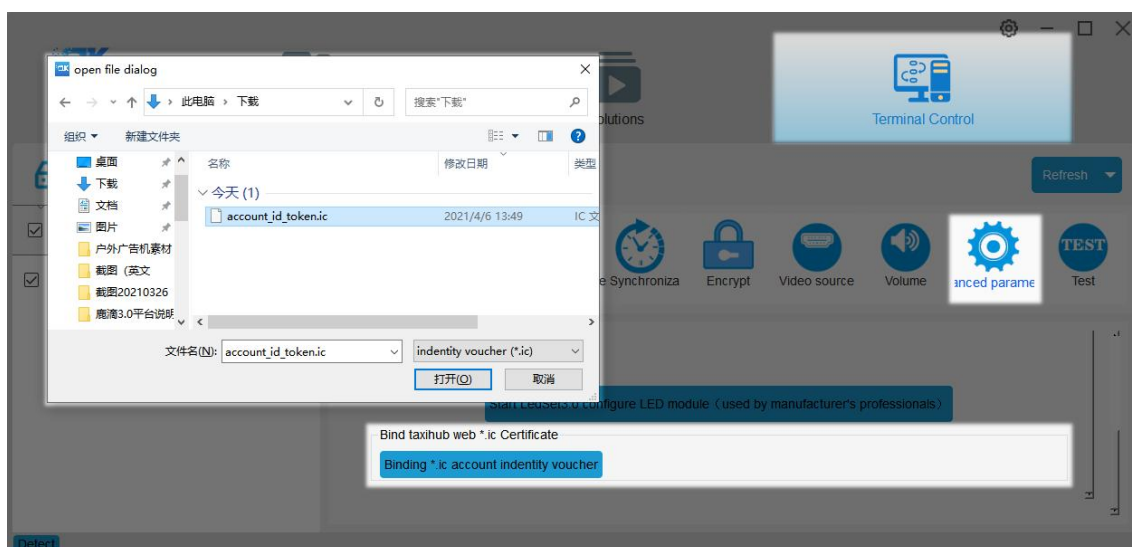 open file dialog
此电脑 › 下载
搜索"下载"
组织
新建文件夹
桌面
下载
文档
图片
户外广告机素材
截图（英文
截图20210326
鹿滴3.0平台说明
名称
修改日期
类型
今天 (1)
account_id_token.ic
2021/4/6 13:49
IC 文
文件名(N):
account_id_token.ic
indentity voucher (*.ic)
打开(O)
取消
olutions
Terminal Control
Refresh
e Synchroniza
Encrypt
Video source
Volume
anced parame
TEST
Test
Start LedSet3.0 configure LED module（used by manufacturer's professionals）
Bind taxihub web *.ic Certificate
Binding *.ic account indentity voucher
Detect